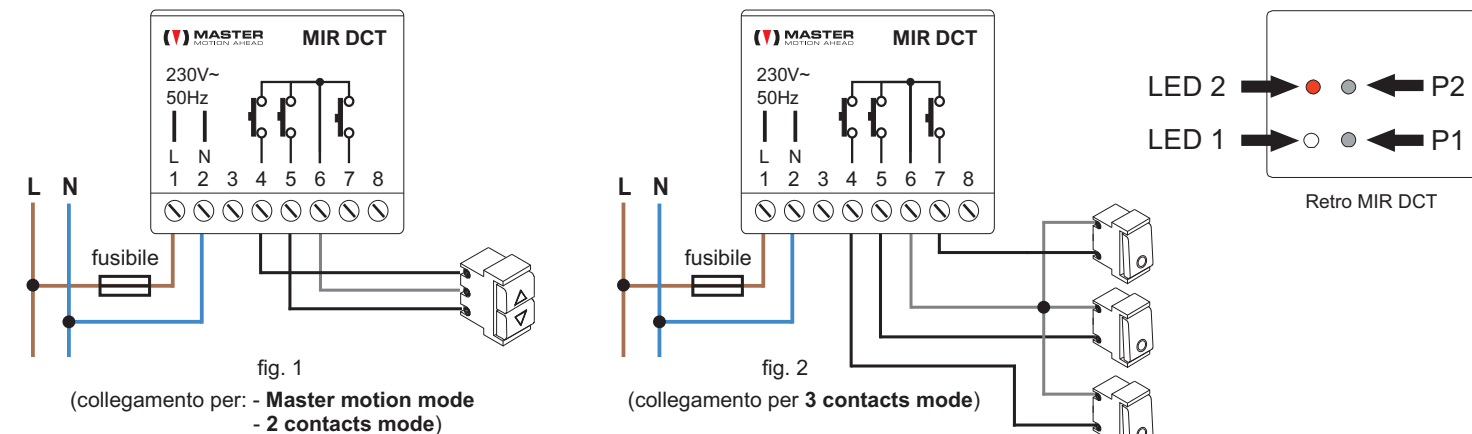 MASTER
MOTION AHEAD
MIR DCT
230V~
50Hz
L N
1 2 3 4 5 6 7 8
L N
fusibile
fig. 1
(collegamento per: - Master motion mode
- 2 contacts mode)
MASTER
MOTION AHEAD
MIR DCT
230V~
50Hz
L N
1 2 3 4 5 6 7 8
L N
fusibile
fig. 2
(collegamento per 3 contacts mode)
LED 2
P2
LED 1
P1
Retro MIR DCT